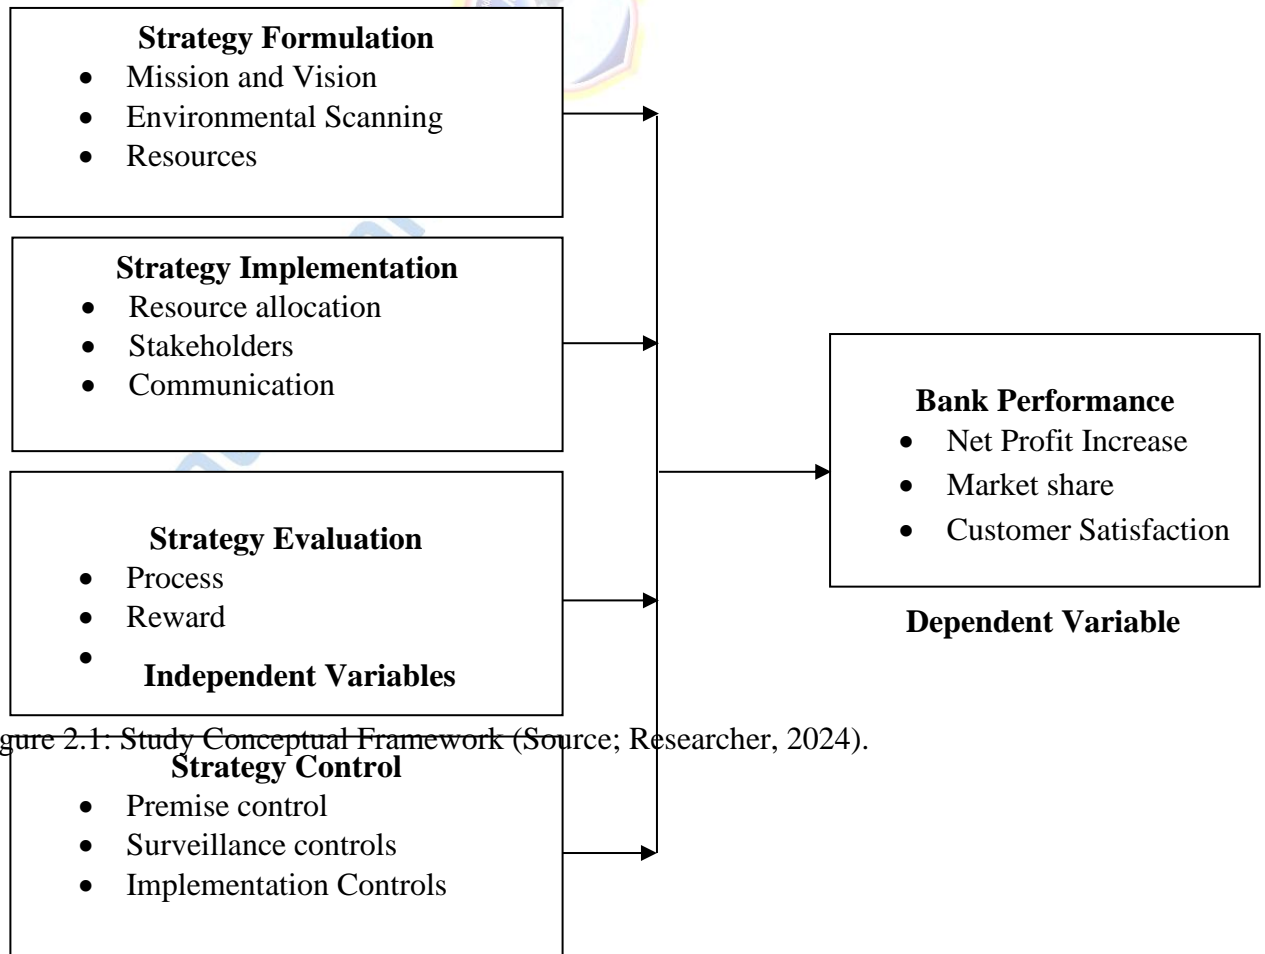 Strategy Formulation
• Mission and Vision
• Environmental Scanning
• Resources
Strategy Implementation
• Resource allocation
• Stakeholders
• Communication
Strategy Evaluation
• Process
• Reward
•
Independent Variables
gure 2.1: Study Conceptual Framework (Source; Researcher, 2024).
Strategy Control
• Premise control
• Surveillance controls
• Implementation Controls
Bank Performance
• Net Profit Increase
• Market share
• Customer Satisfaction
Dependent Variable